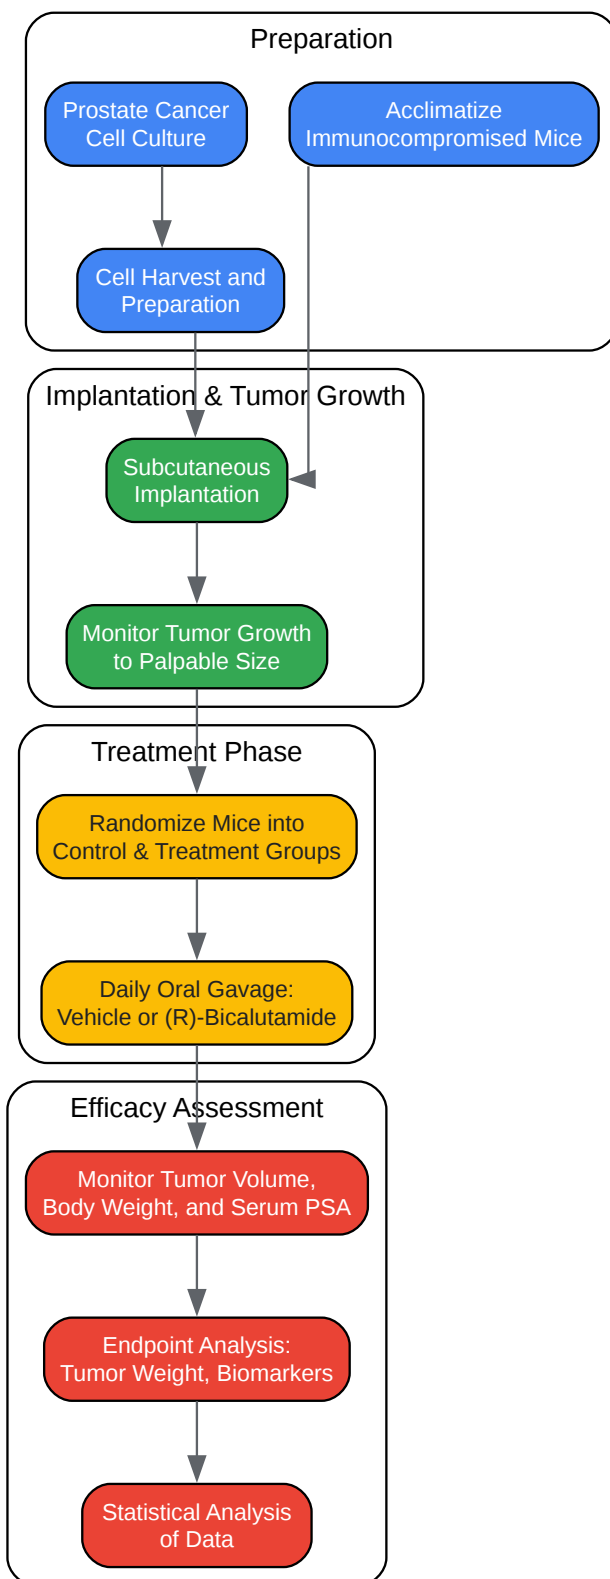 Preparation
Prostate Cancer
Cell Culture
Acclimatize
Immunocompromised Mice
Cell Harvest and
Preparation
Implantation & Tumor Growth
Subcutaneous
Implantation
Monitor Tumor Growth
to Palpable Size
Treatment Phase
Randomize Mice into
Control & Treatment Groups
Daily Oral Gavage:
Vehicle or (R)-Bicalutamide
Efficacy Assessment
Monitor Tumor Volume,
Body Weight, and Serum PSA
Endpoint Analysis:
Tumor Weight, Biomarkers
Statistical Analysis
of Data